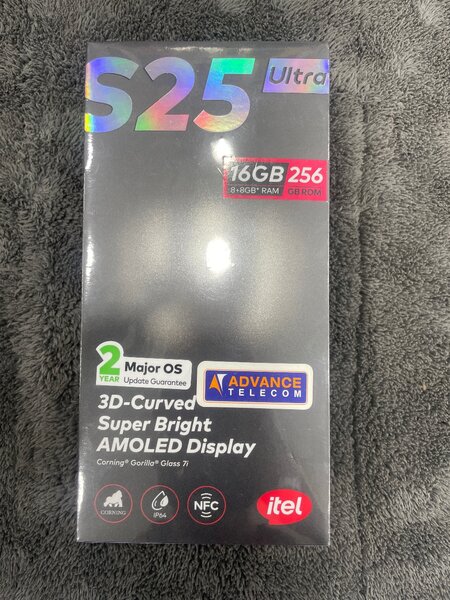 S25 Ultra
16GB 256
8+8GB* RAM GB ROM
2 Major OS
YEAR Update Guarantee
ADVANCE
TELECOM
3D-Curved
Super Bright
AMOLED Display
Corning® Gorilla® Glass 7i
CORNING IP64 NFC
itel